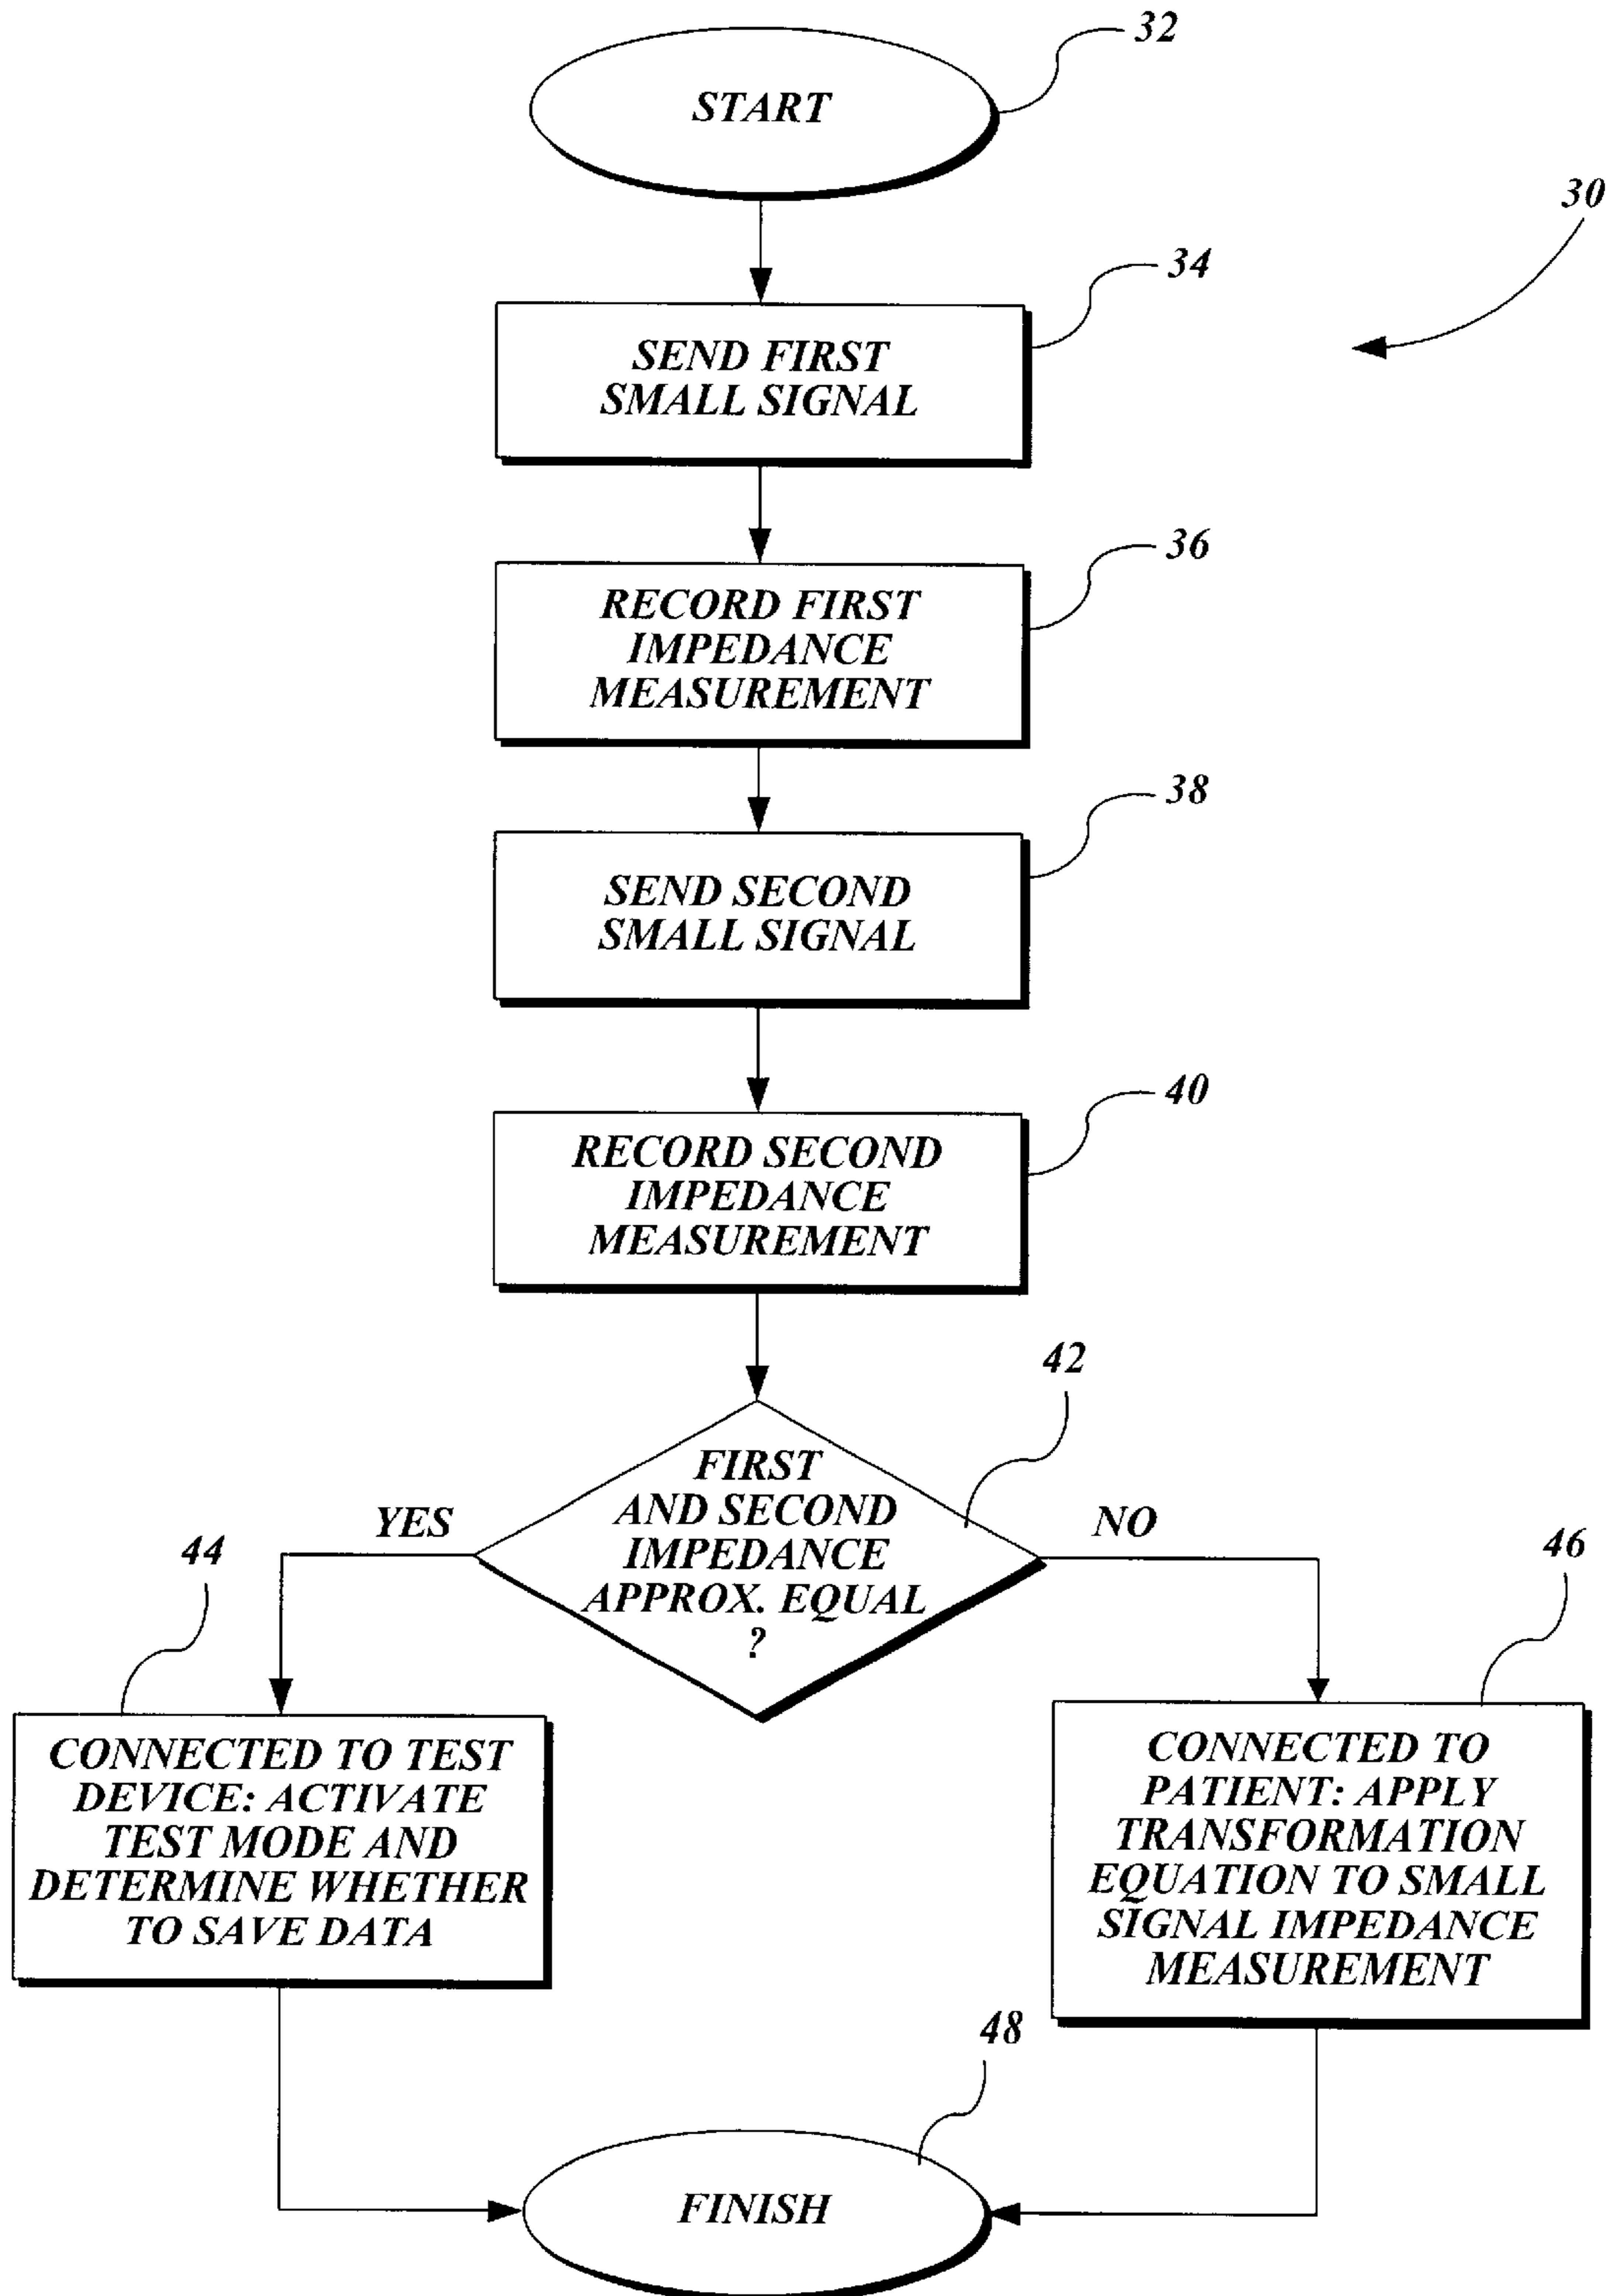 32
START
30
34
SEND FIRST
SMALL SIGNAL
36
RECORD FIRST
IMPEDANCE
MEASUREMENT
38
SEND SECOND
SMALL SIGNAL
40
RECORD SECOND
IMPEDANCE
MEASUREMENT
42
FIRST
AND SECOND
IMPEDANCE
APPROX. EQUAL
?
YES
NO
44
46
CONNECTED TO TEST
DEVICE: ACTIVATE
TEST MODE AND
DETERMINE WHETHER
TO SAVE DATA
CONNECTED TO
PATIENT: APPLY
TRANSFORMATION
EQUATION TO SMALL
SIGNAL IMPEDANCE
MEASUREMENT
48
FINISH